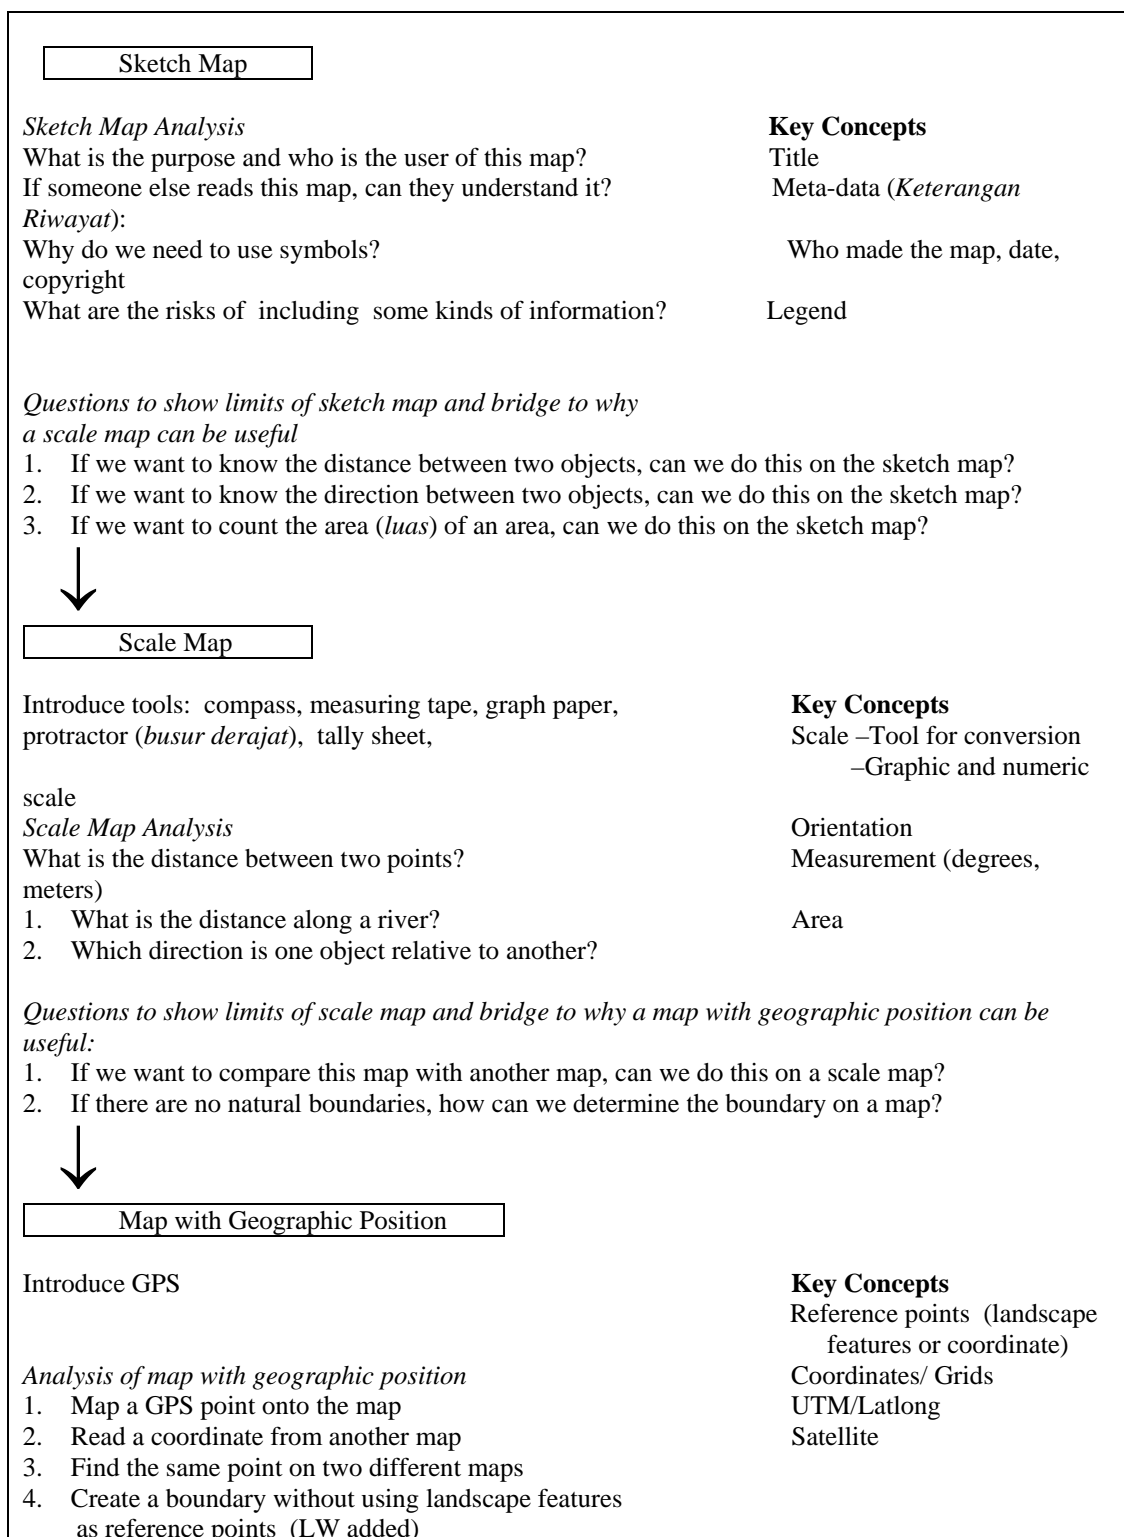 Sketch Map
Sketch Map Analysis Key Concepts
What is the purpose and who is the user of this map? Title
If someone else reads this map, can they understand it? Meta-data (Keterangan
Riwayat):
Why do we need to use symbols? Who made the map, date,
copyright
What are the risks of including some kinds of information? Legend
Questions to show limits of sketch map and bridge to why
a scale map can be useful
1. If we want to know the distance between two objects, can we do this on the sketch map?
2. If we want to know the direction between two objects, can we do this on the sketch map?
3. If we want to count the area (luas) of an area, can we do this on the sketch map?
Scale Map
Introduce tools: compass, measuring tape, graph paper, Key Concepts
protractor (busur derajat), tally sheet, Scale –Tool for conversion
–Graphic and numeric
scale
Scale Map Analysis Orientation
What is the distance between two points? Measurement (degrees,
meters)
1. What is the distance along a river? Area
2. Which direction is one object relative to another?
Questions to show limits of scale map and bridge to why a map with geographic position can be
useful:
1. If we want to compare this map with another map, can we do this on a scale map?
2. If there are no natural boundaries, how can we determine the boundary on a map?
Map with Geographic Position
Introduce GPS Key Concepts
Reference points (landscape
features or coordinate)
Analysis of map with geographic position Coordinates/ Grids
1. Map a GPS point onto the map UTM/Latlong
2. Read a coordinate from another map Satellite
3. Find the same point on two different maps
4. Create a boundary without using landscape features
as reference points (LW added)